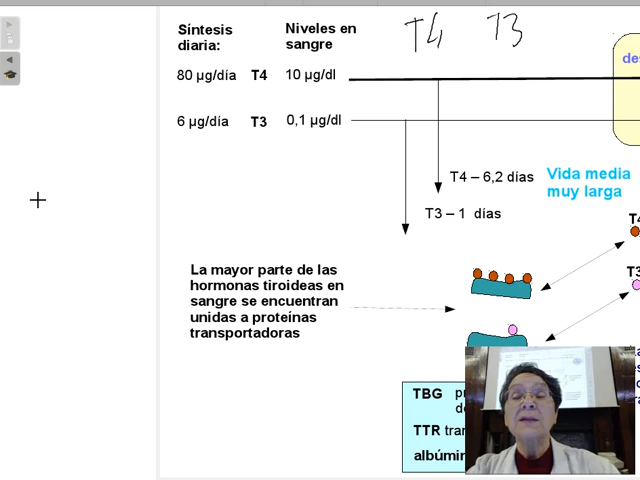 T4 T3
Síntesis
diaria:
Niveles en
sangre
des
80 µg/día T4 10 µg/dl
6 µg/día T3 0,1 µg/dl
T4 – 6,2 días
Vida media
muy larga
T3 – 1 días
T4
La mayor parte de las
hormonas tiroideas en
sangre se encuentran
unidas a proteínas
transportadoras
T3
TBG
TTR
albúmin